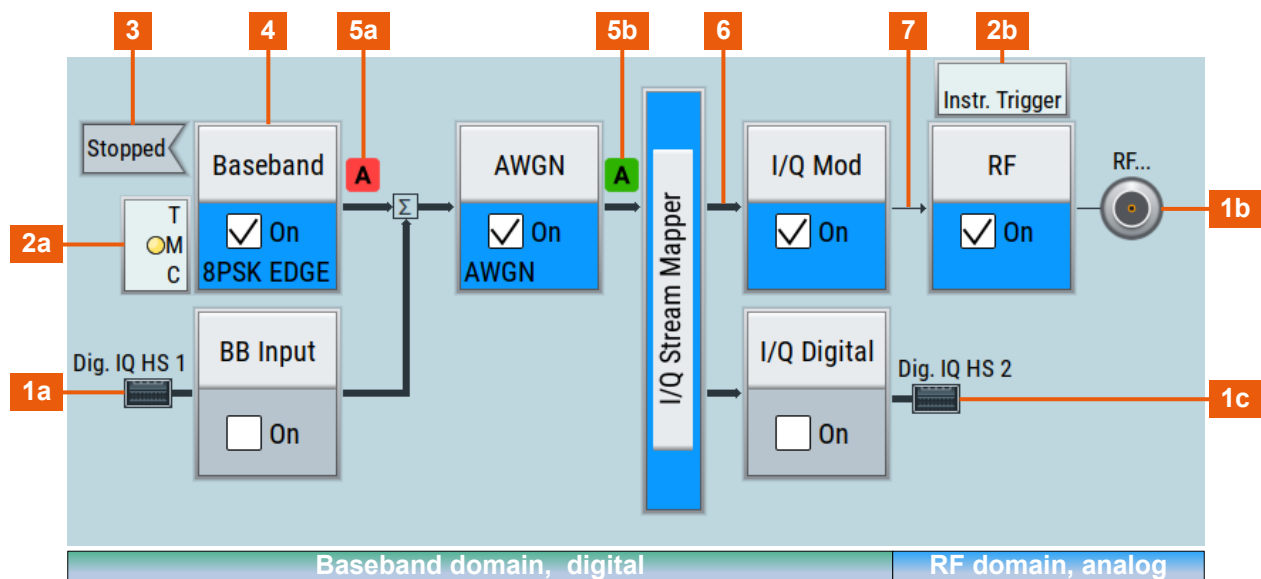 3
4
5a
5b
6
7
2b
Instr. Trigger
Stopped
Baseband
A
AWGN
A
I/Q Mod
RF
RF...
T
M
C
On
8PSK EDGE
Σ
On
AWGN
I/Q Stream Mapper
On
On
2a
1b
Dig. IQ HS 1
BB Input
On
I/Q Digital
On
Dig. IQ HS 2
1a
1c
Baseband domain, digital
RF domain, analog